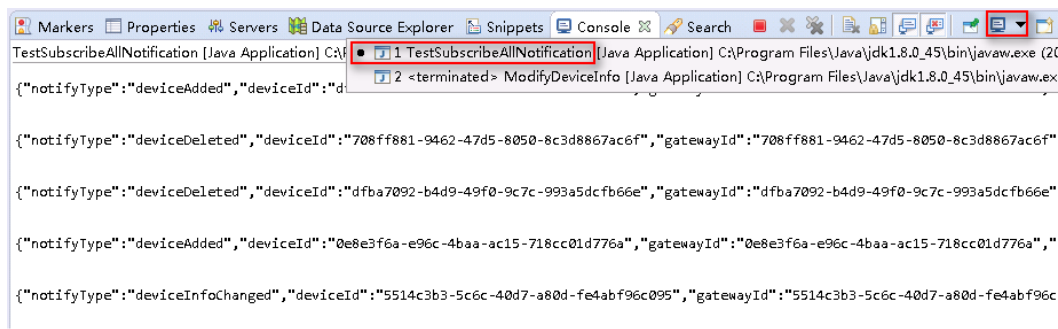 Markers Properties Servers Data Source Explorer Snippets Console Search
TestSubscribeAllNotification [Java Application] C:\
1 TestSubscribeAllNotification [Java Application] C:\Program Files\Java\jdk1.8.0_45\bin\javaw.exe (20
2 <terminated> ModifyDeviceInfo [Java Application] C:\Program Files\Java\jdk1.8.0_45\bin\javaw.ex
{"notifyType":"deviceAdded","deviceId":"d
{"notifyType":"deviceDeleted","deviceId":"708ff881-9462-47d5-8050-8c3d8867ac6f","gatewayId":"708ff881-9462-47d5-8050-8c3d8867ac6f"
{"notifyType":"deviceDeleted","deviceId":"dfba7092-b4d9-49f0-9c7c-993a5dcfb66e","gatewayId":"dfba7092-b4d9-49f0-9c7c-993a5dcfb66e"
{"notifyType":"deviceAdded","deviceId":"0e8e3f6a-e96c-4baa-ac15-718cc01d776a","gatewayId":"0e8e3f6a-e96c-4baa-ac15-718cc01d776a","
{"notifyType":"deviceInfoChanged","deviceId":"5514c3b3-5c6c-40d7-a80d-fe4abf96c095","gatewayId":"5514c3b3-5c6c-40d7-a80d-fe4abf96c